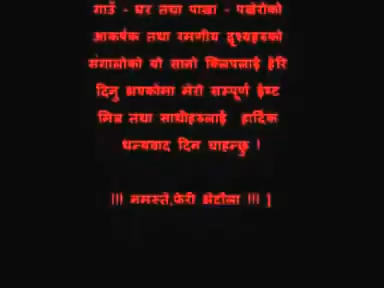 गाउँ - घर तथा पाखा - पखेरोको
आकर्षक तथा रमणीय दृश्यहरुको
संगालोको यो सानो क्लिपलाई हेरि
दिनु भएकोमा मेरो सम्पूर्ण ईष्ट
मित्र तथा साथीहरुलाई हार्दिक
धन्यवाद दिन चाहन्छु !
!!! नमस्ते,फेरी भेटौला !!! ]